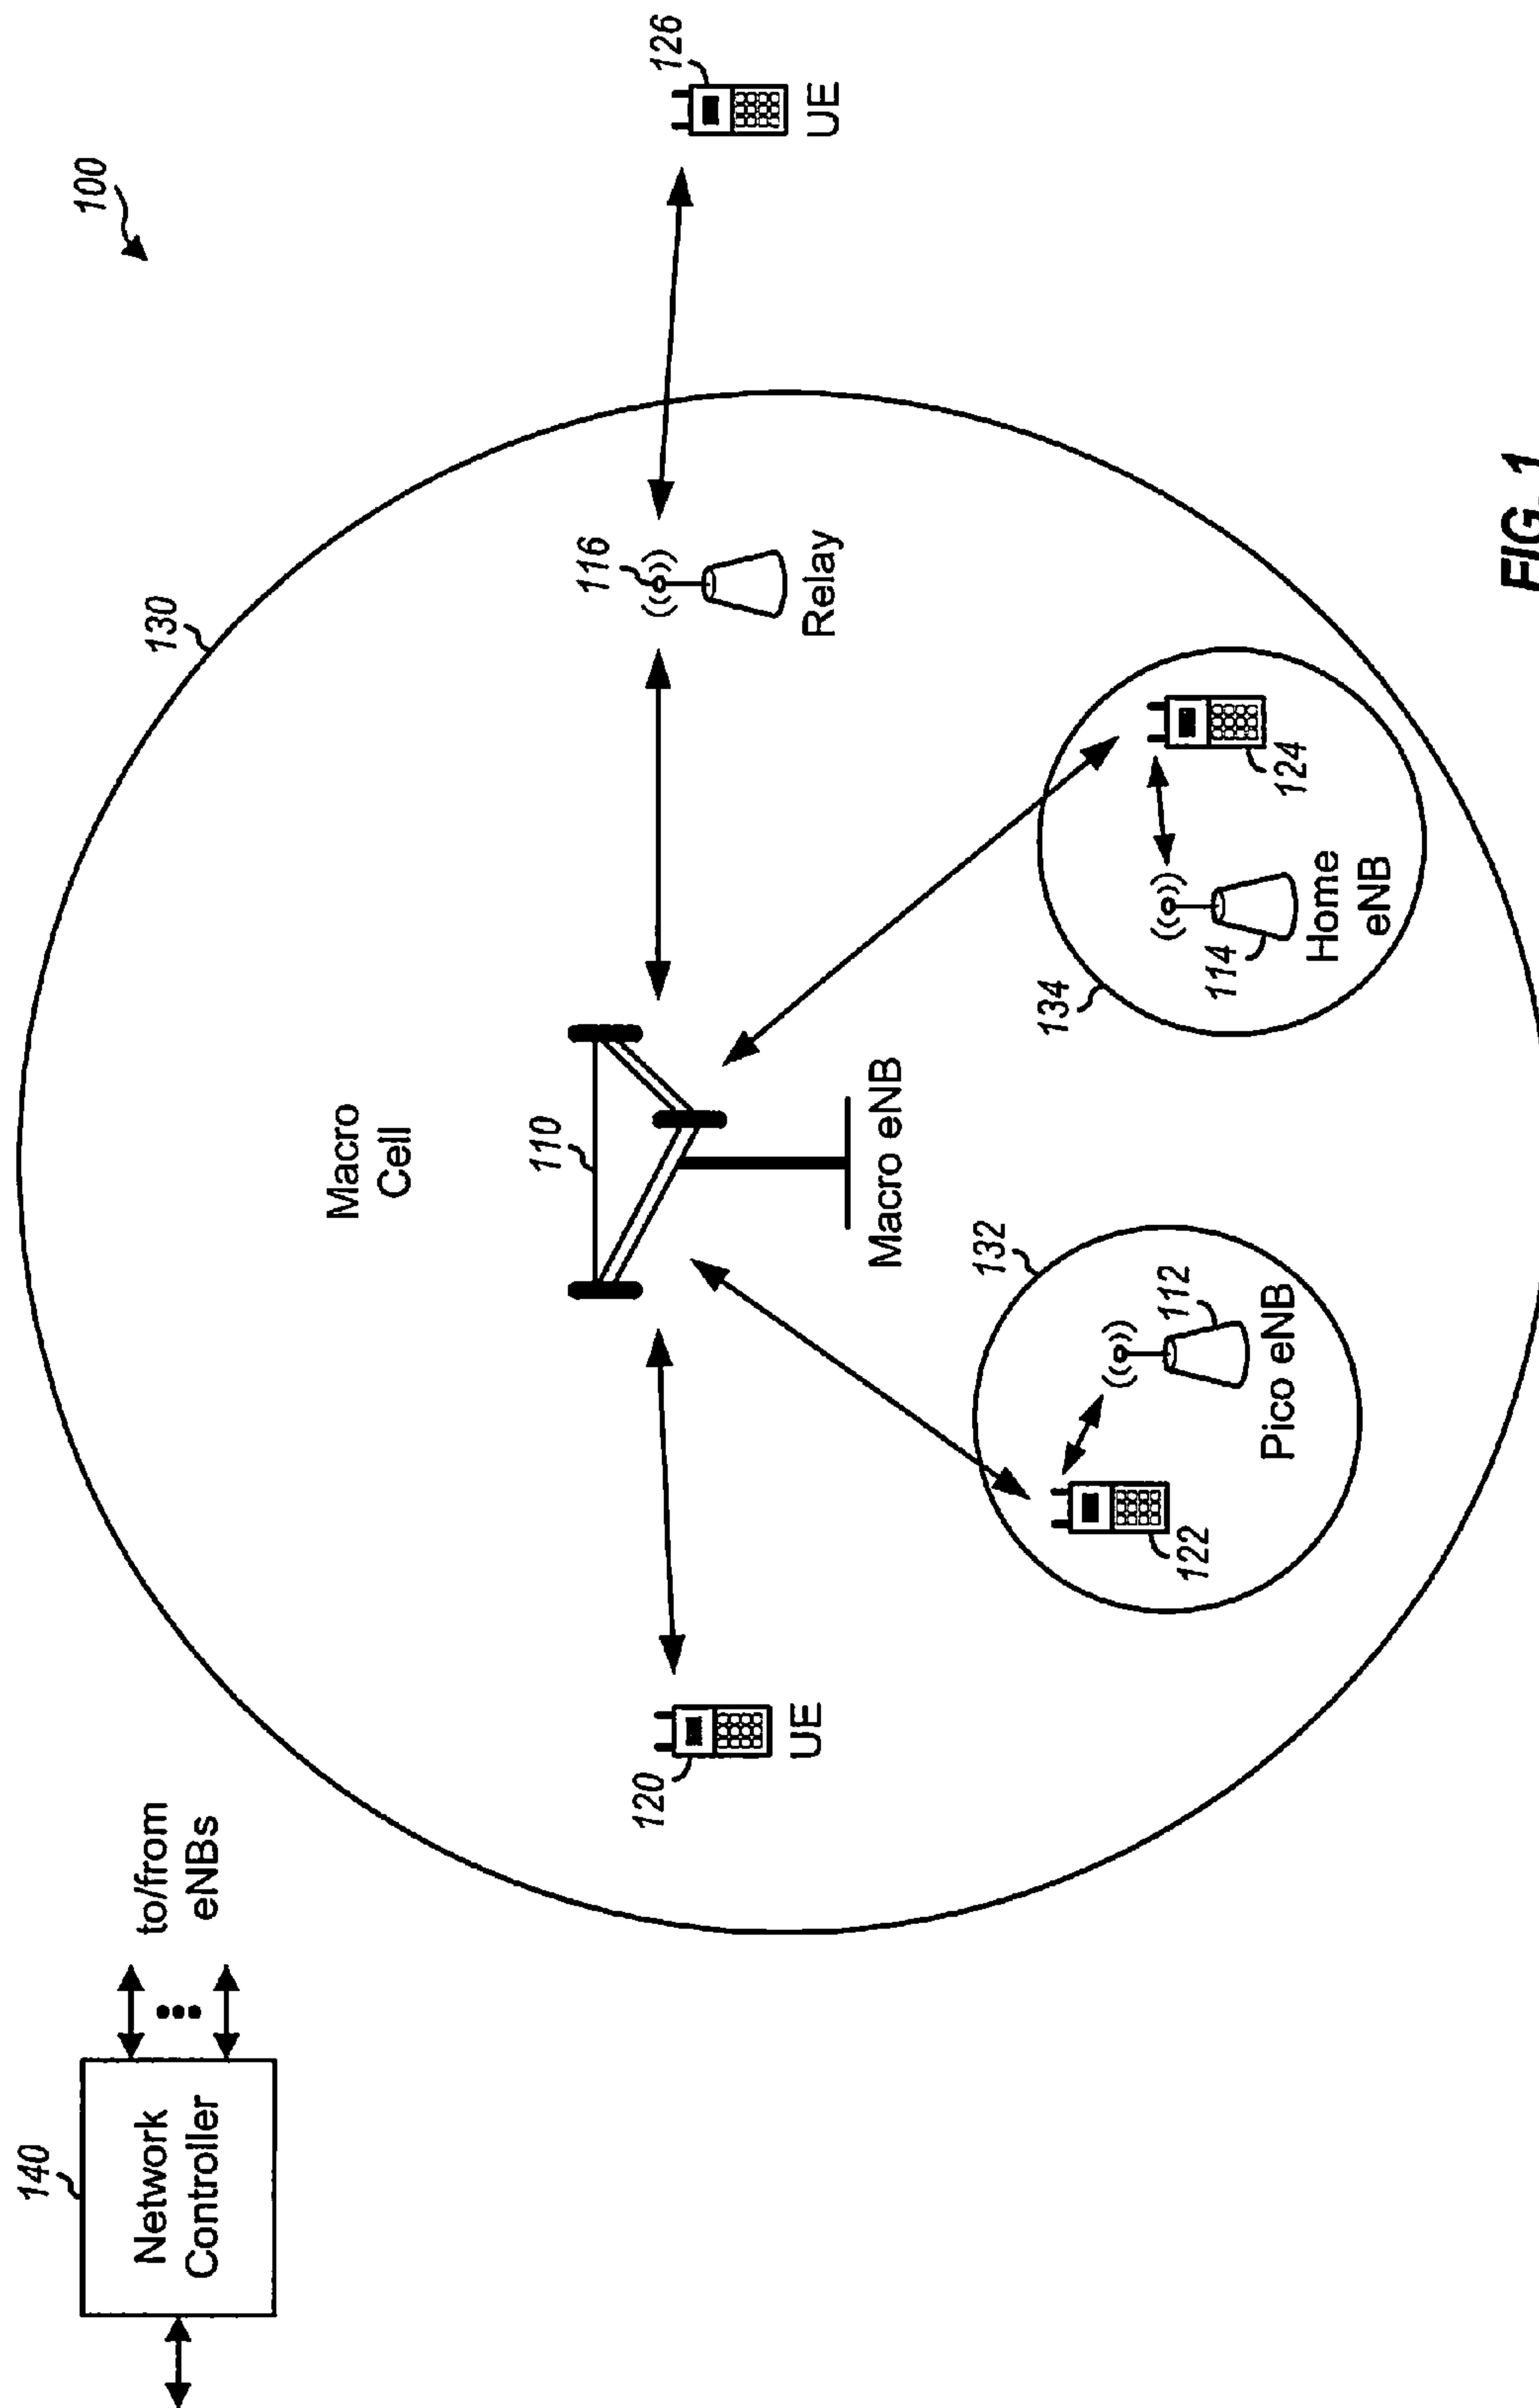 100
140
Network
Controller
to/from
eNBs
130
Macro
Cell
110
Macro eNB
120
UE
116
Relay
126
UE
132
122
112
Pico eNB
134
114
Home
eNB
124
FIG. 1